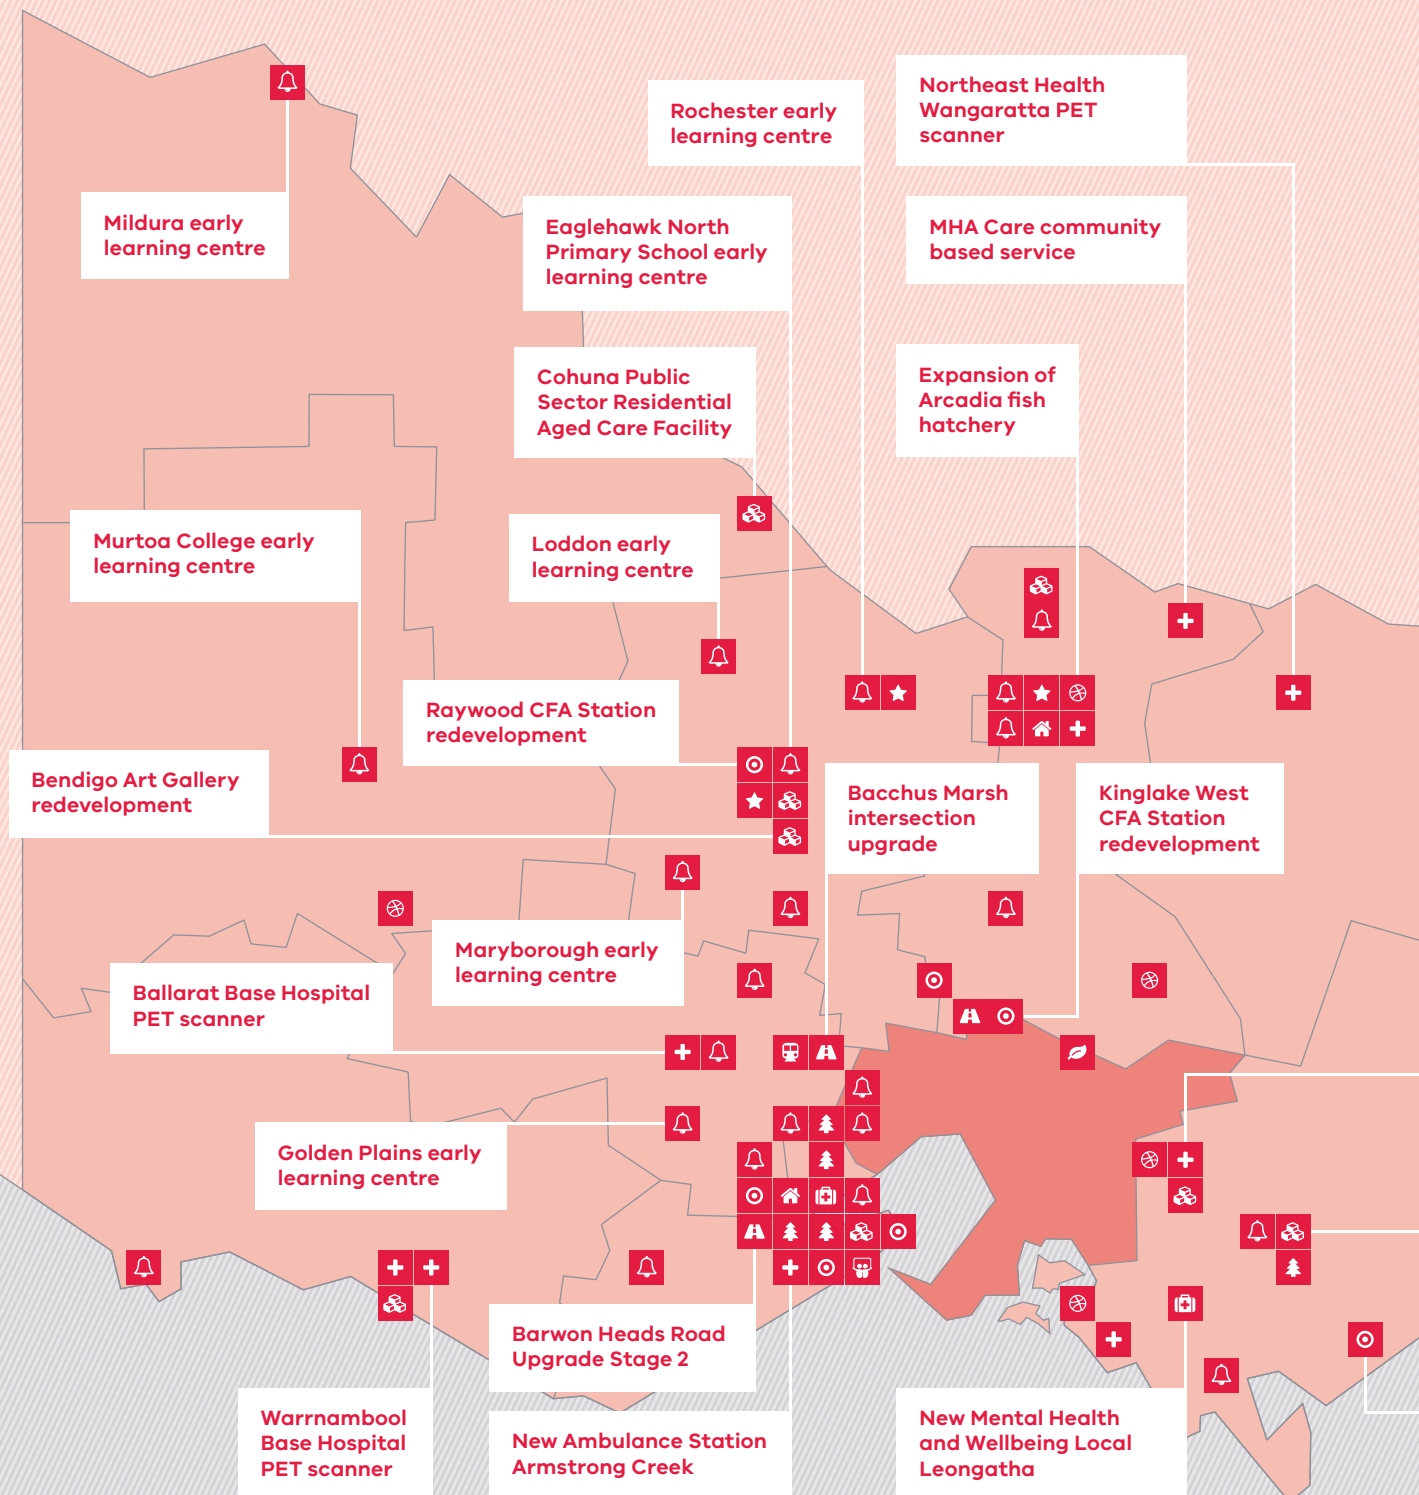 Northeast Health
Wangaratta PET
scanner
Rochester early
learning centre
Mildura early
learning centre
Eaglehawk North
Primary School early
learning centre
MHA Care community
based service
Cohuna Public
Sector Residential
Aged Care Facility
Expansion of
Arcadia fish
hatchery
Murtoa College early
learning centre
Loddon early
learning centre
Raywood CFA Station
redevelopment
Bendigo Art Gallery
redevelopment
Bacchus Marsh
intersection
upgrade
Kinglake West
CFA Station
redevelopment
Maryborough early
learning centre
Ballarat Base Hospital
PET scanner
Golden Plains early
learning centre
Barwon Heads Road
Upgrade Stage 2
Warrnambool
Base Hospital
PET scanner
New Ambulance Station
Armstrong Creek
New Mental Health
and Wellbeing Local
Leongatha